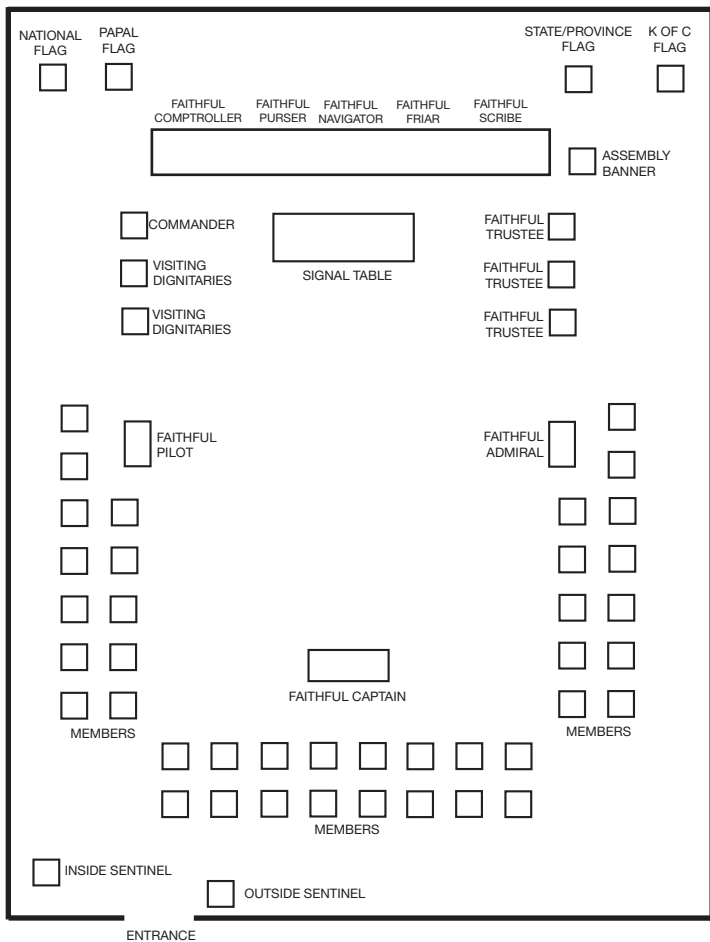 NATIONAL
FLAG
PAPAL
FLAG
STATE/PROVINCE
FLAG
K OF C
FLAG
FAITHFUL
COMPTROLLER
FAITHFUL
PURSER
FAITHFUL
NAVIGATOR
FAITHFUL
FRIAR
FAITHFUL
SCRIBE
ASSEMBLY
BANNER
COMMANDER
SIGNAL TABLE
FAITHFUL
TRUSTEE
VISITING
DIGNITARIES
FAITHFUL
TRUSTEE
VISITING
DIGNITARIES
FAITHFUL
TRUSTEE
FAITHFUL
PILOT
FAITHFUL
ADMIRAL
FAITHFUL CAPTAIN
MEMBERS
MEMBERS
MEMBERS
INSIDE SENTINEL
OUTSIDE SENTINEL
ENTRANCE